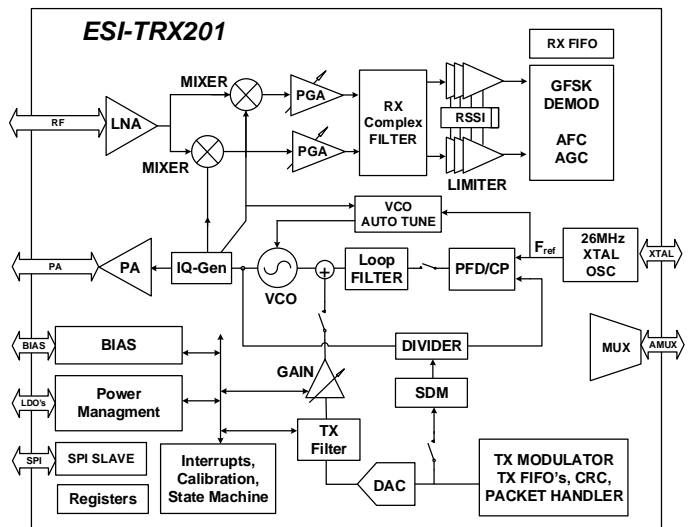 ESI-TRX201
RX FIFO
MIXER
PGA
RX
Complex
FILTER
RSSI
GFSK
DEMOD
AFC
AGC
RF
LNA
MIXER
PGA
LIMITER
VCO
AUTO TUNE
Fref
26MHz
XTAL
OSC
XTAL
PA
PA
IQ-Gen
VCO
+
Loop
FILTER
PFD/CP
BIAS
BIAS
DIVIDER
MUX
AMUX
GAIN
LDO's
Power
Managment
SDM
TX
Filter
SPI
SPI SLAVE
Interrupts,
Calibration,
State Machine
TX MODULATOR
TX FIFO's, CRC,
PACKET HANDLER
DAC
Registers